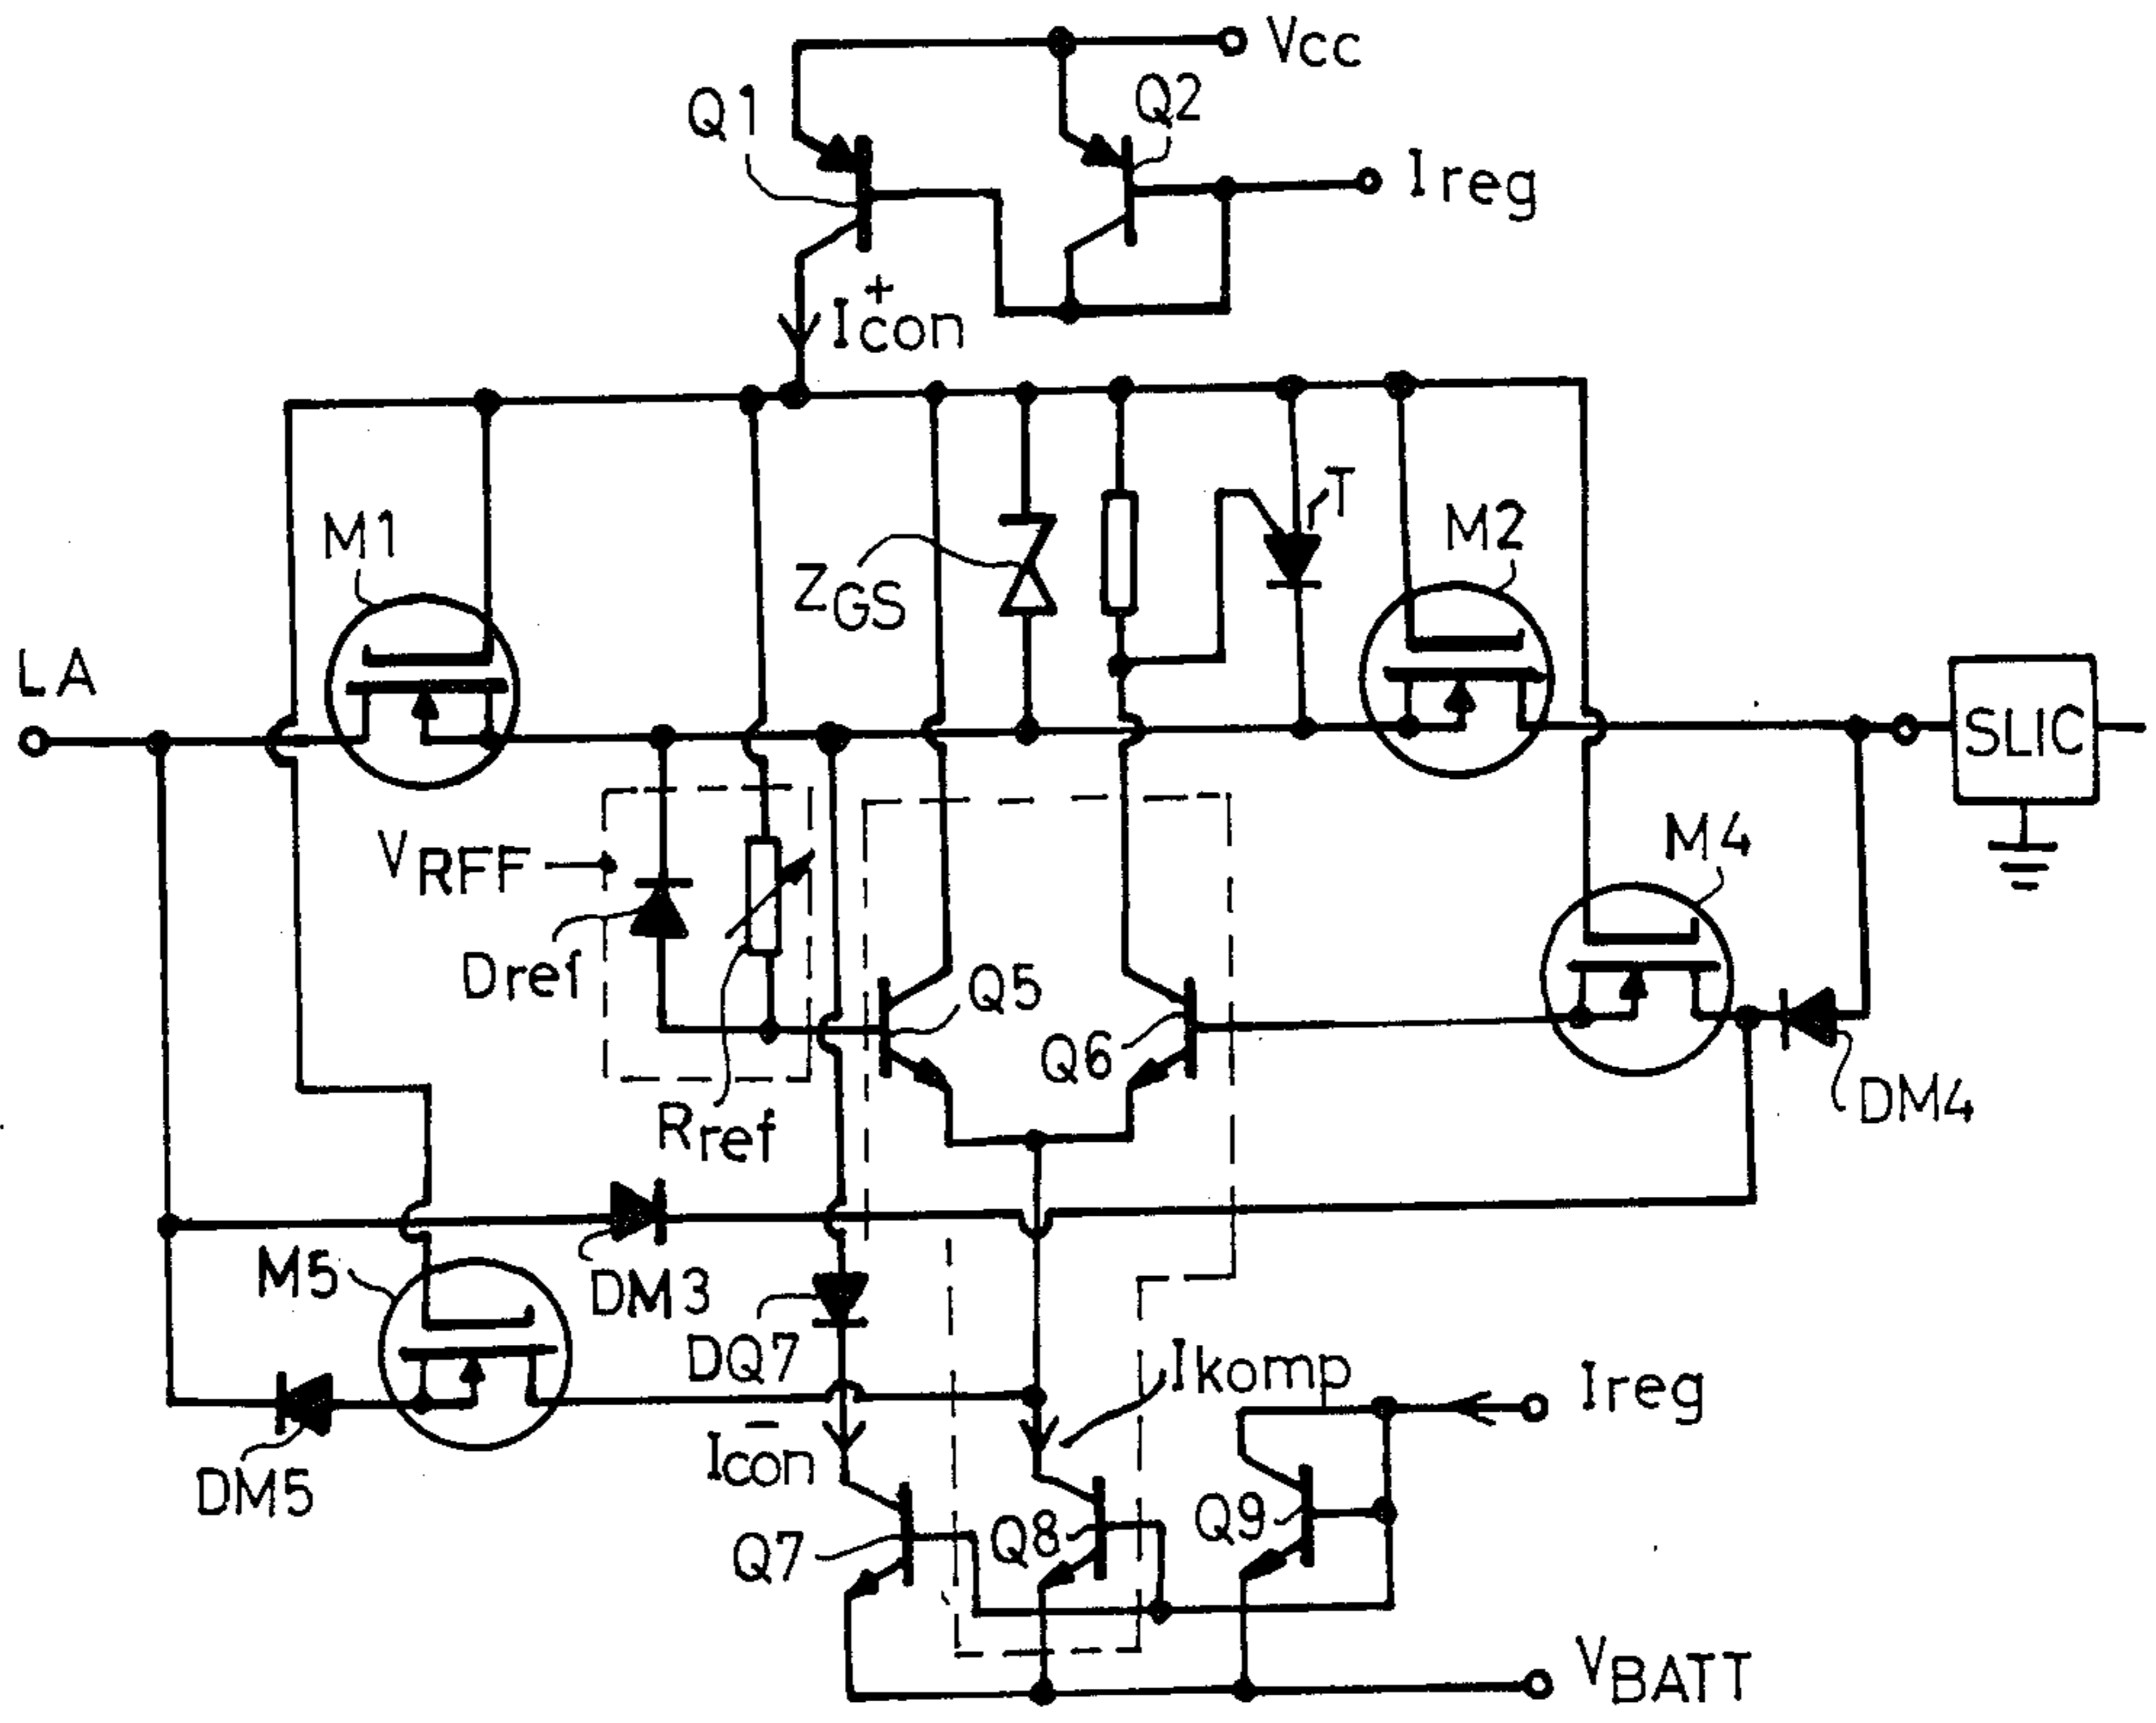 Vcc
Q1
Q2
Ireg
I+con
M1
T
M2
ZGS
LA
SLIC
VRFF
M4
Dref
Q5
Q6
DM4
Rref
M5
DM3
DQ7
Ikomp
Ireg
I-con
DM5
Q7
Q8
Q9
VBATT